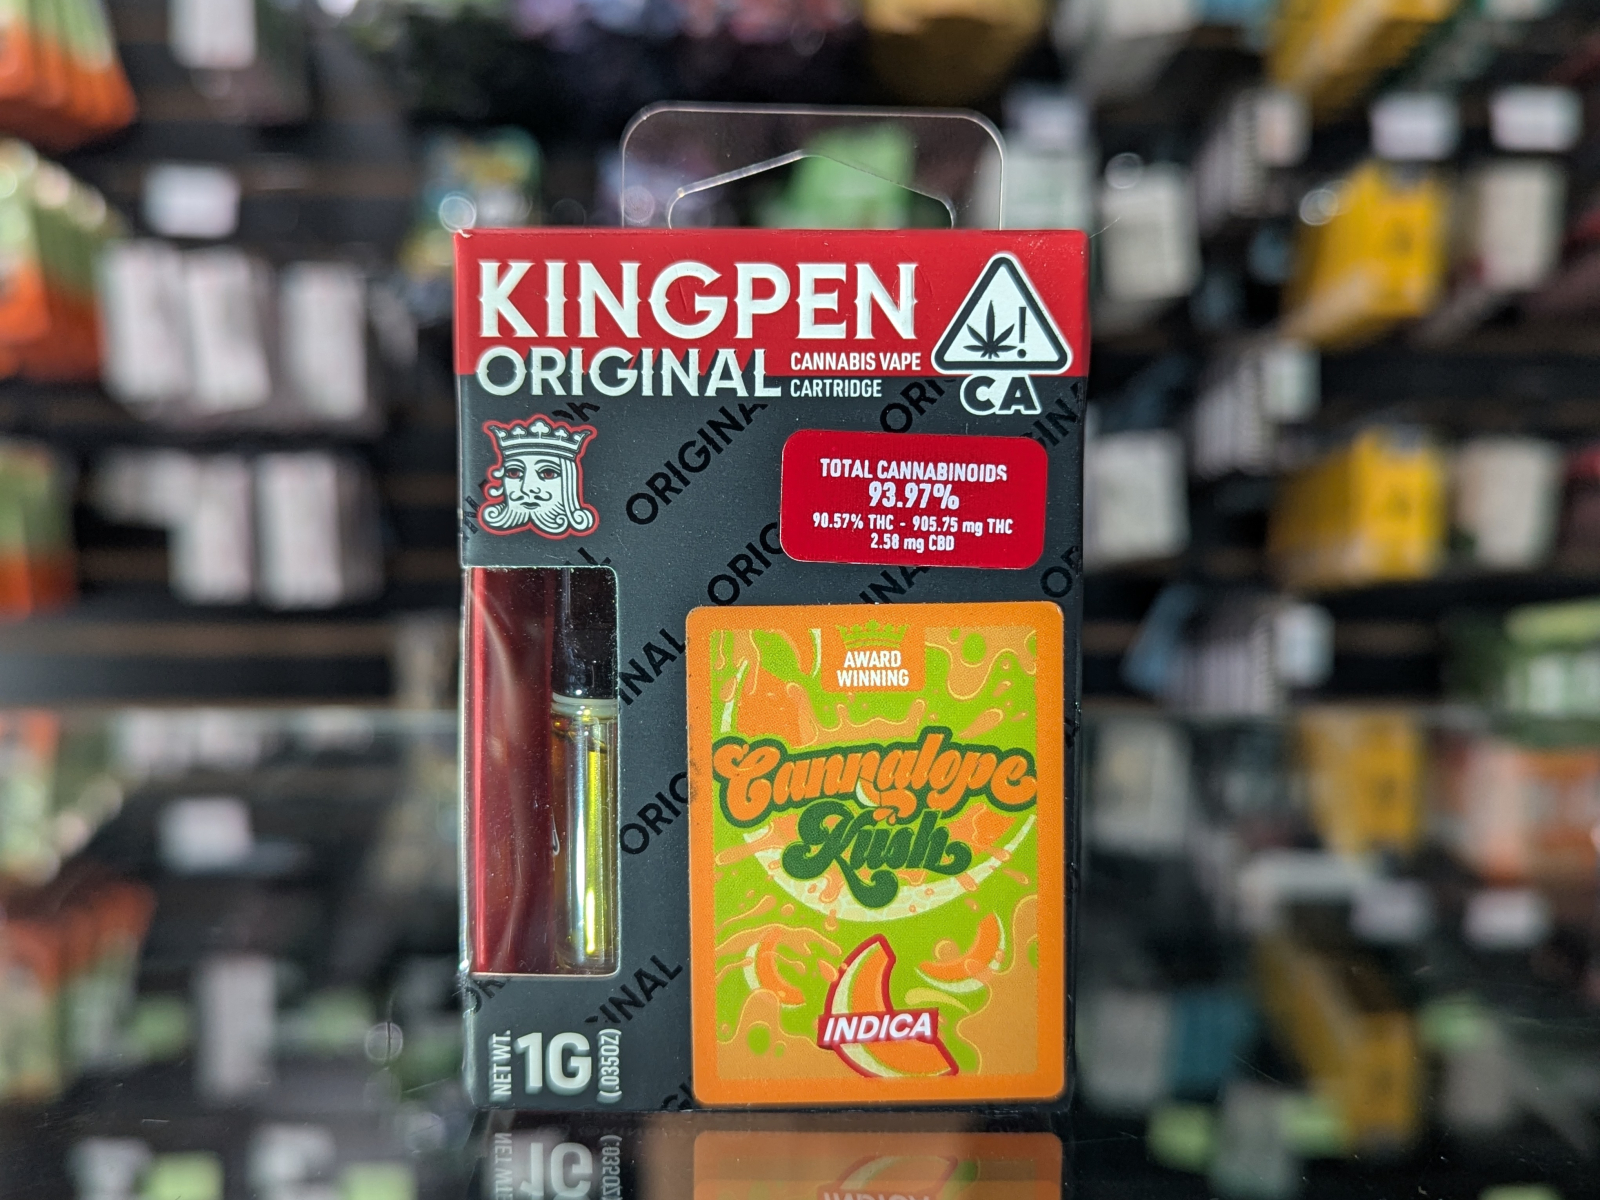 KINGPEN
ORIGINAL
CANNABIS VAPE
CARTRIDGE
CA
TOTAL CANNABINOIDS
93.97%
90.57% THC - 905.75 mg THC
2.58 mg CBD
AWARD
WINNING
Cannalope
Kush
INDICA
NET WT.
1G
(.035OZ)
ORIGINAL
ORIGINAL